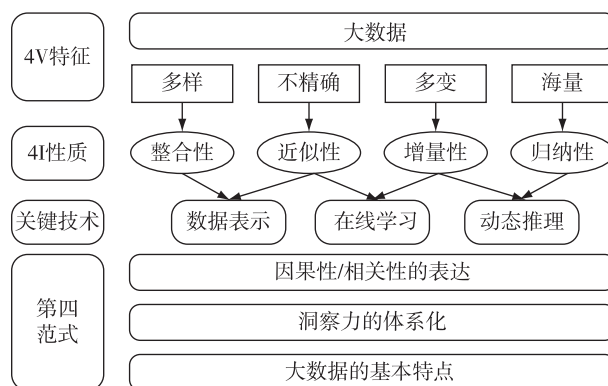 4V特征
大数据
多样
不精确
多变
海量
4I性质
整合性
近似性
增量性
归纳性
关键技术
数据表示
在线学习
动态推理
第四
范式
因果性/相关性的表达
洞察力的体系化
大数据的基本特点